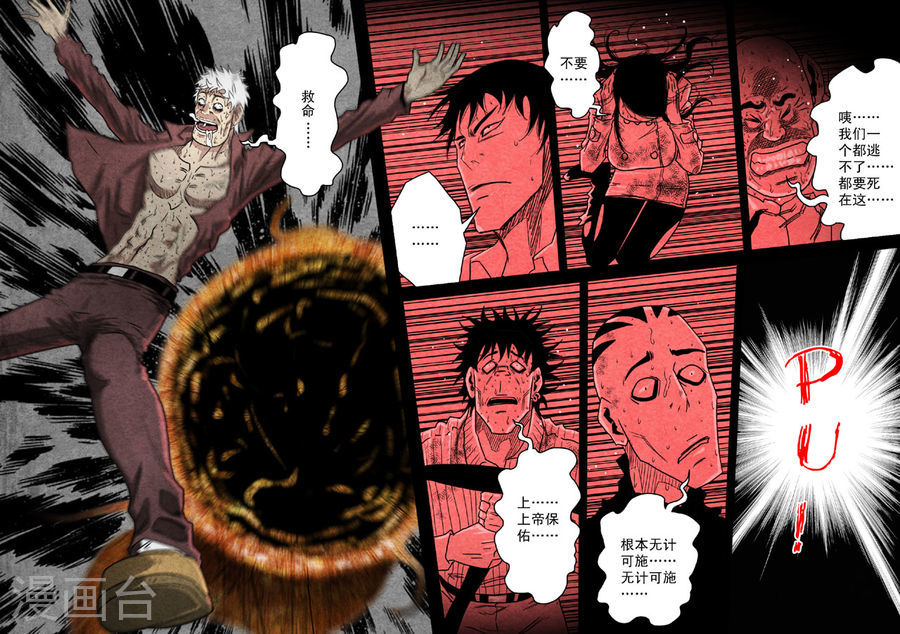 咦……
我们一
个都逃
不了……
都要死
在这……
不要
……
……
……
PU!
根本无计
可施……
无计可施
……
上……
上帝保
佑……
救命
……
漫画台